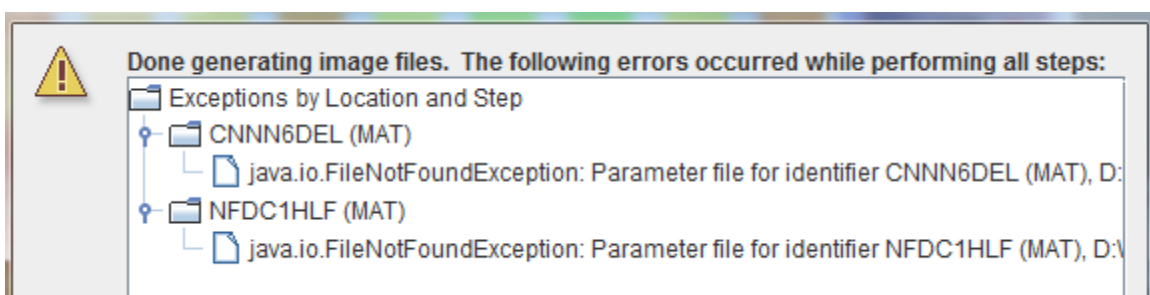 Done generating image files. The following errors occurred while performing all steps:
Exceptions by Location and Step
CNNN6DEL (MAT)
java.io.FileNotFoundException: Parameter file for identifier CNNN6DEL (MAT), D:
NFDC1HLF (MAT)
java.io.FileNotFoundException: Parameter file for identifier NFDC1HLF (MAT), D:\